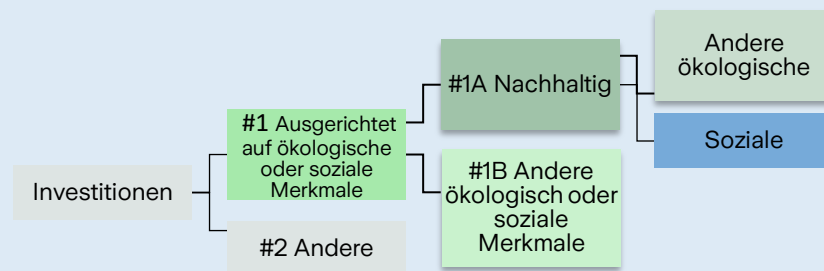 Investitionen
#1 Ausgerichtet
auf ökologische
oder soziale
Merkmale
#2 Andere
#1A Nachhaltig
#1B Andere
ökologisch oder
soziale
Merkmale
Andere
ökologische
Soziale